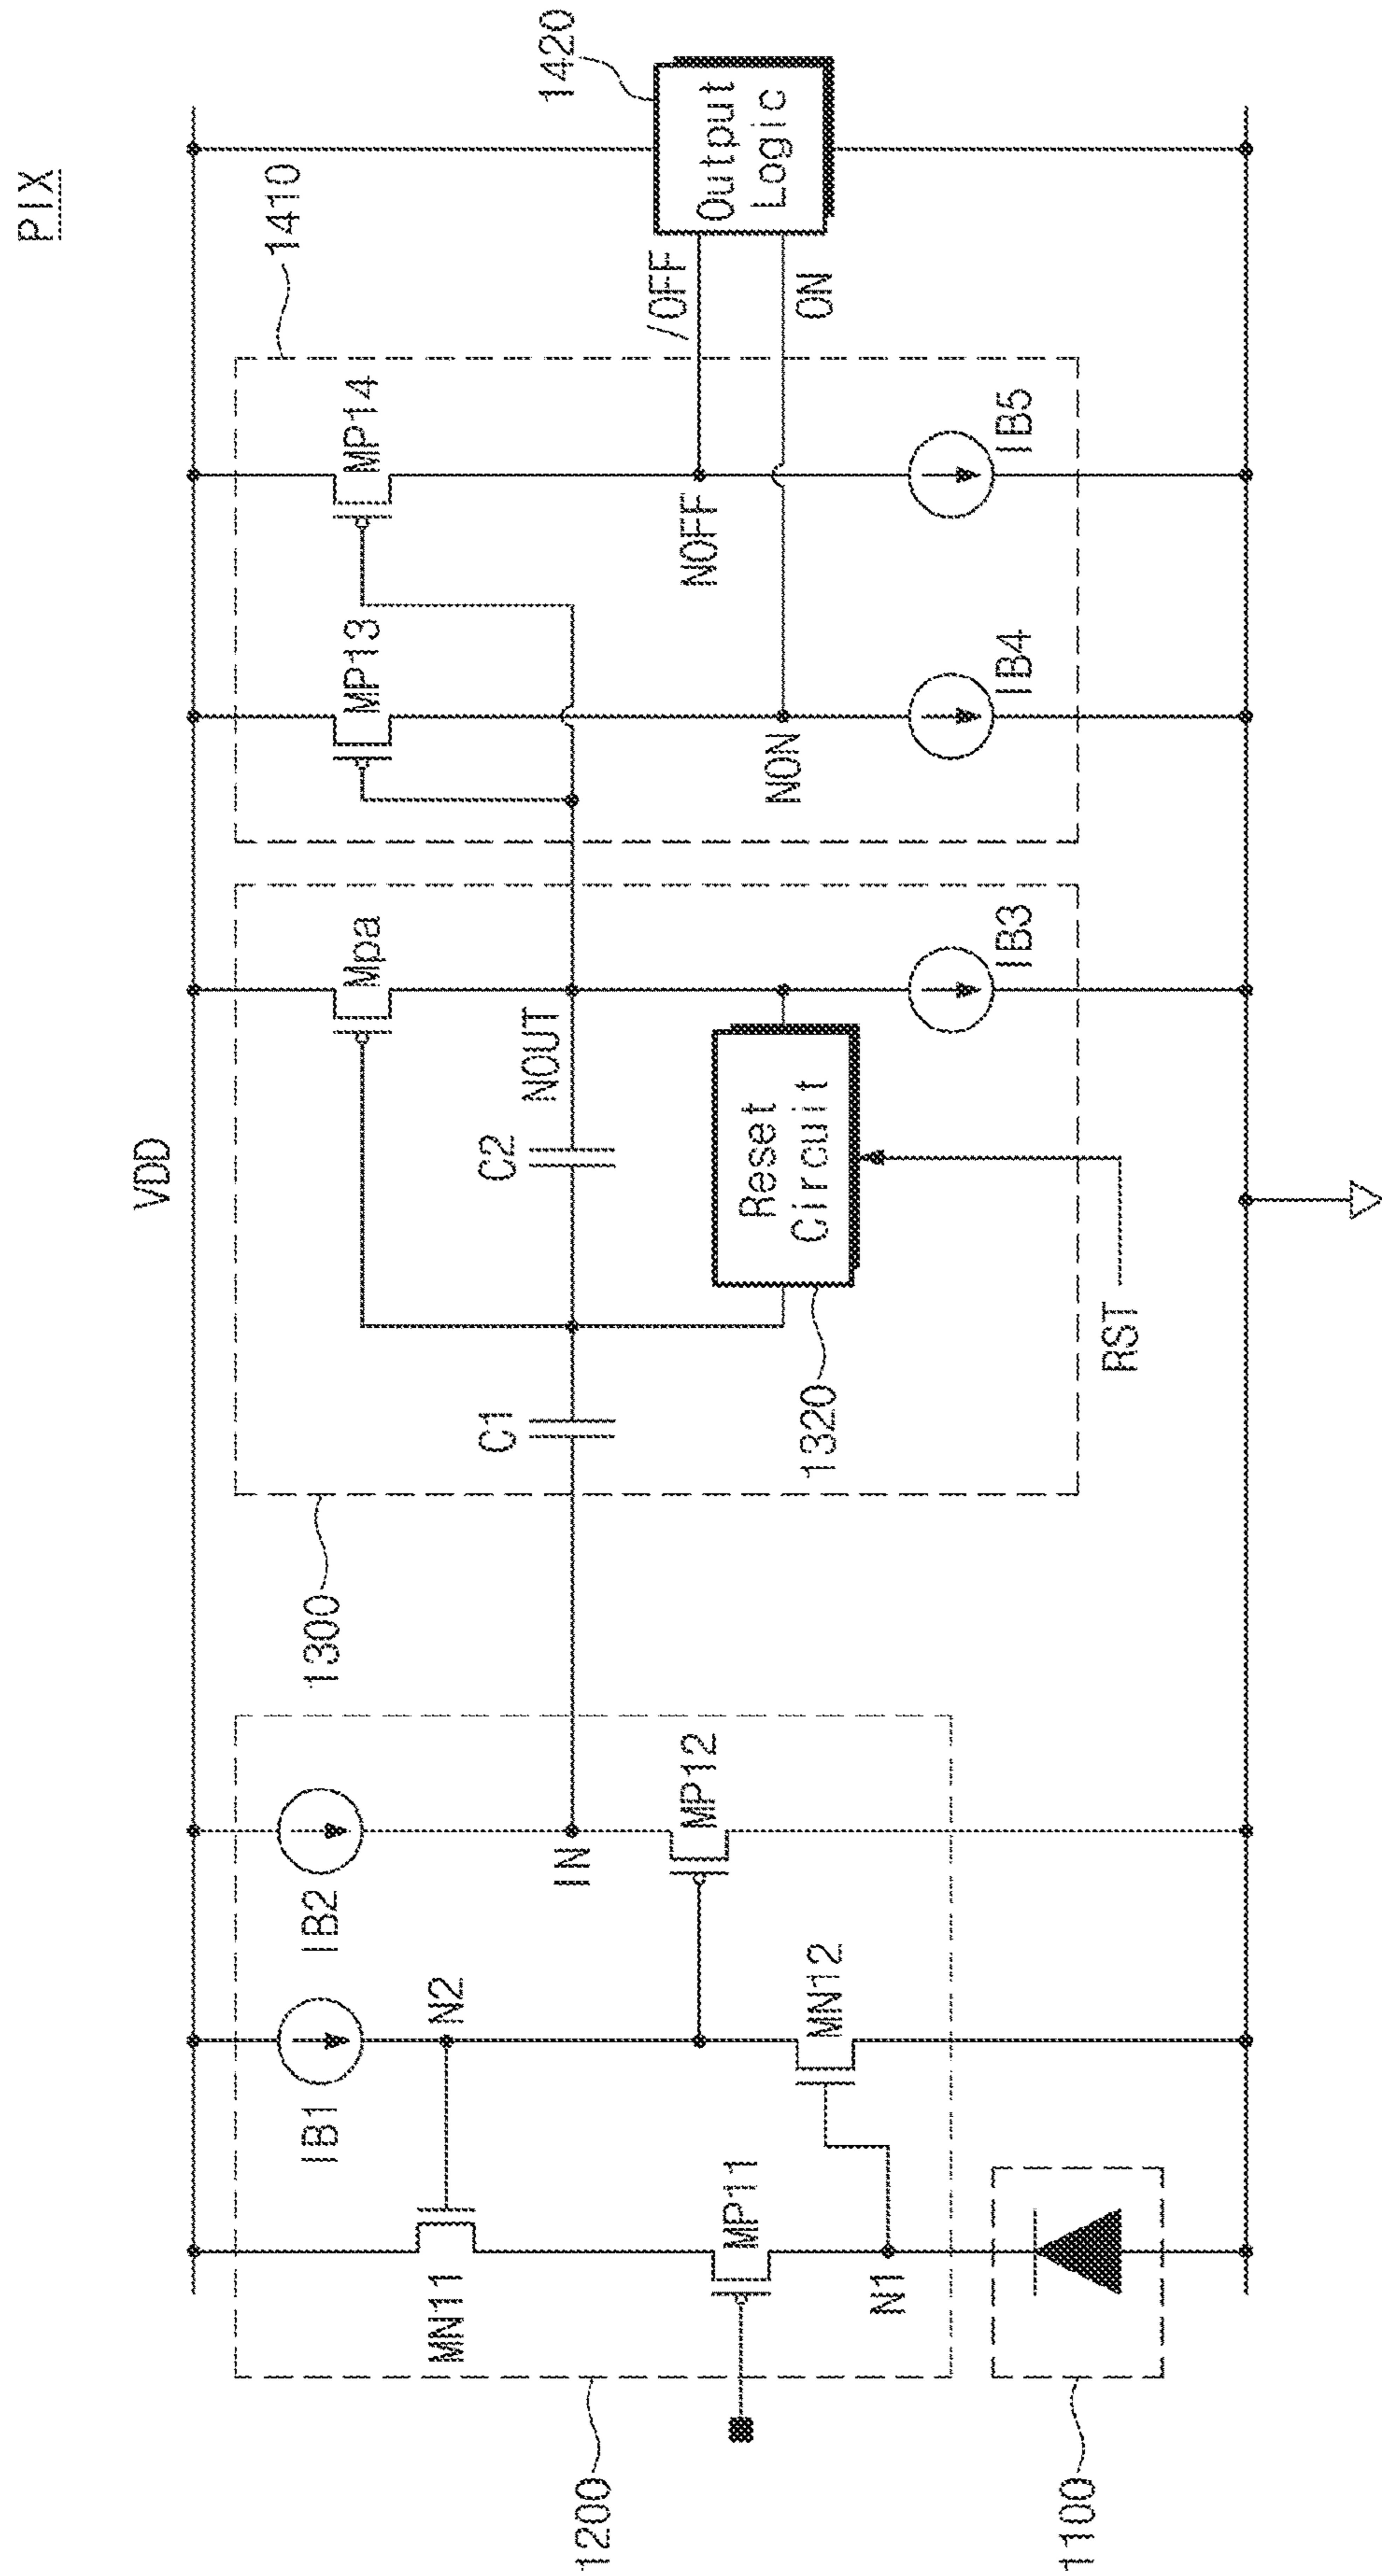 PIX
VDD
1200
IB1
IB2
MN11
N2
IN
MP11
MN12
MP12
N1
1100
1300
C1
C2
Mpa
NOUT
Reset
Circuit
1320
RST
IB3
1410
MP13
MP14
NOFF
/OFF
NON
ON
IB4
IB5
1420
Output
Logic